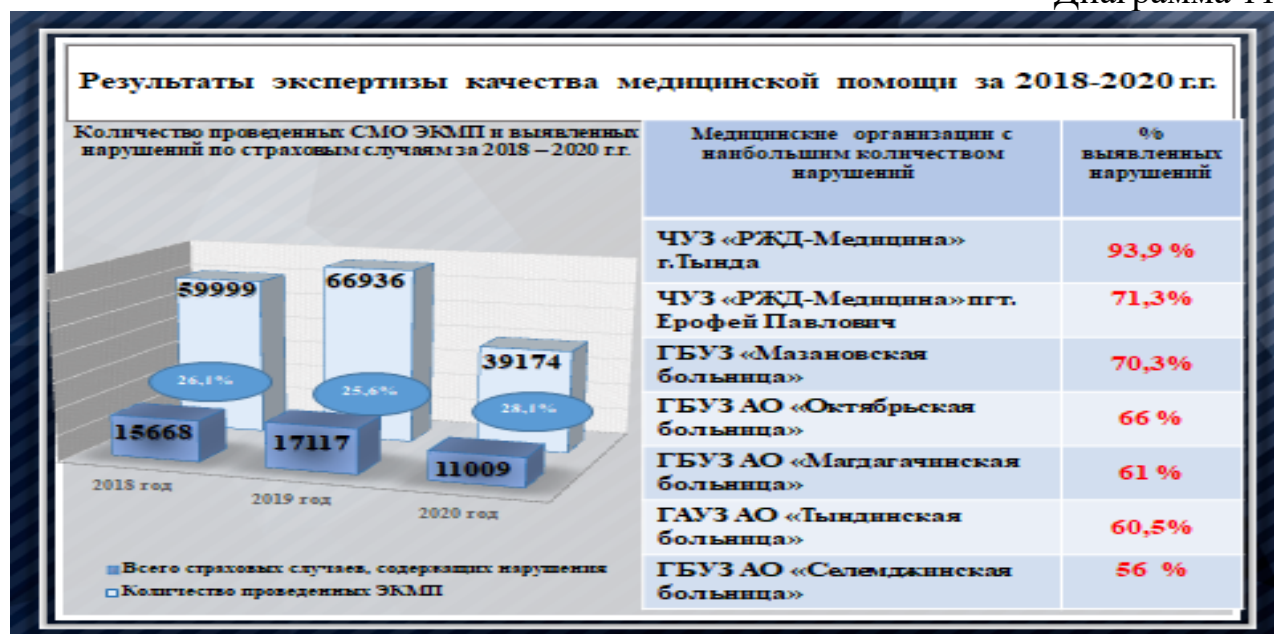 Результаты экспертизы качества медицинской помощи за 2018-2020 г.г.
Количество проведенных СМО ЭКМП и выявленных
нарушений по страховым случаям за 2018 – 2020 г.г.
59999
66936
39174
26,1%
25,6%
28,1%
15668
17117
11009
2018 год
2019 год
2020 год
Всего страховых случаев, содержащих нарушения
Количество проведенных ЭКМП
Медицинские организации с
наибольшим количеством
нарушений
%
выявленных
нарушений
ЧУЗ «РЖД-Медицина»
г.Тында
93,9 %
ЧУЗ «РЖД-Медицина» пгт.
Ерофей Павлович
71,3%
ГБУЗ «Мазановская
больница»
70,3%
ГБУЗ АО «Октябрьская
больница»
66 %
ГБУЗ АО «Магдагачинская
больница»
61 %
ГАУЗ АО «Тындинская
больница»
60,5%
ГБУЗ АО «Селемджинская
больница»
56 %